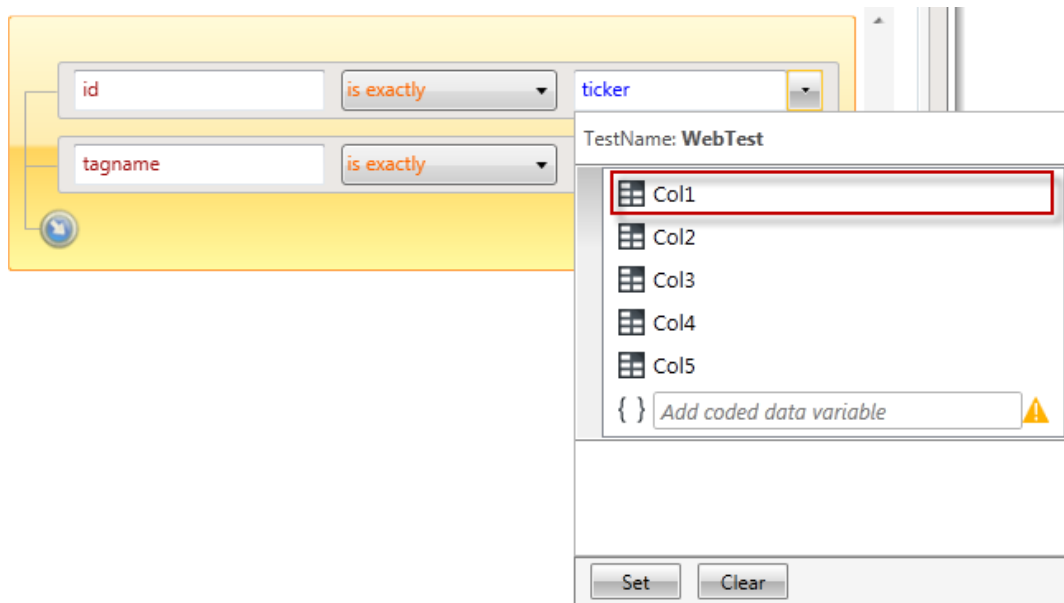 id is exactly ticker
TestName: WebTest
tagname is exactly
Col1
Col2
Col3
Col4
Col5
{ } Add coded data variable
Set Clear